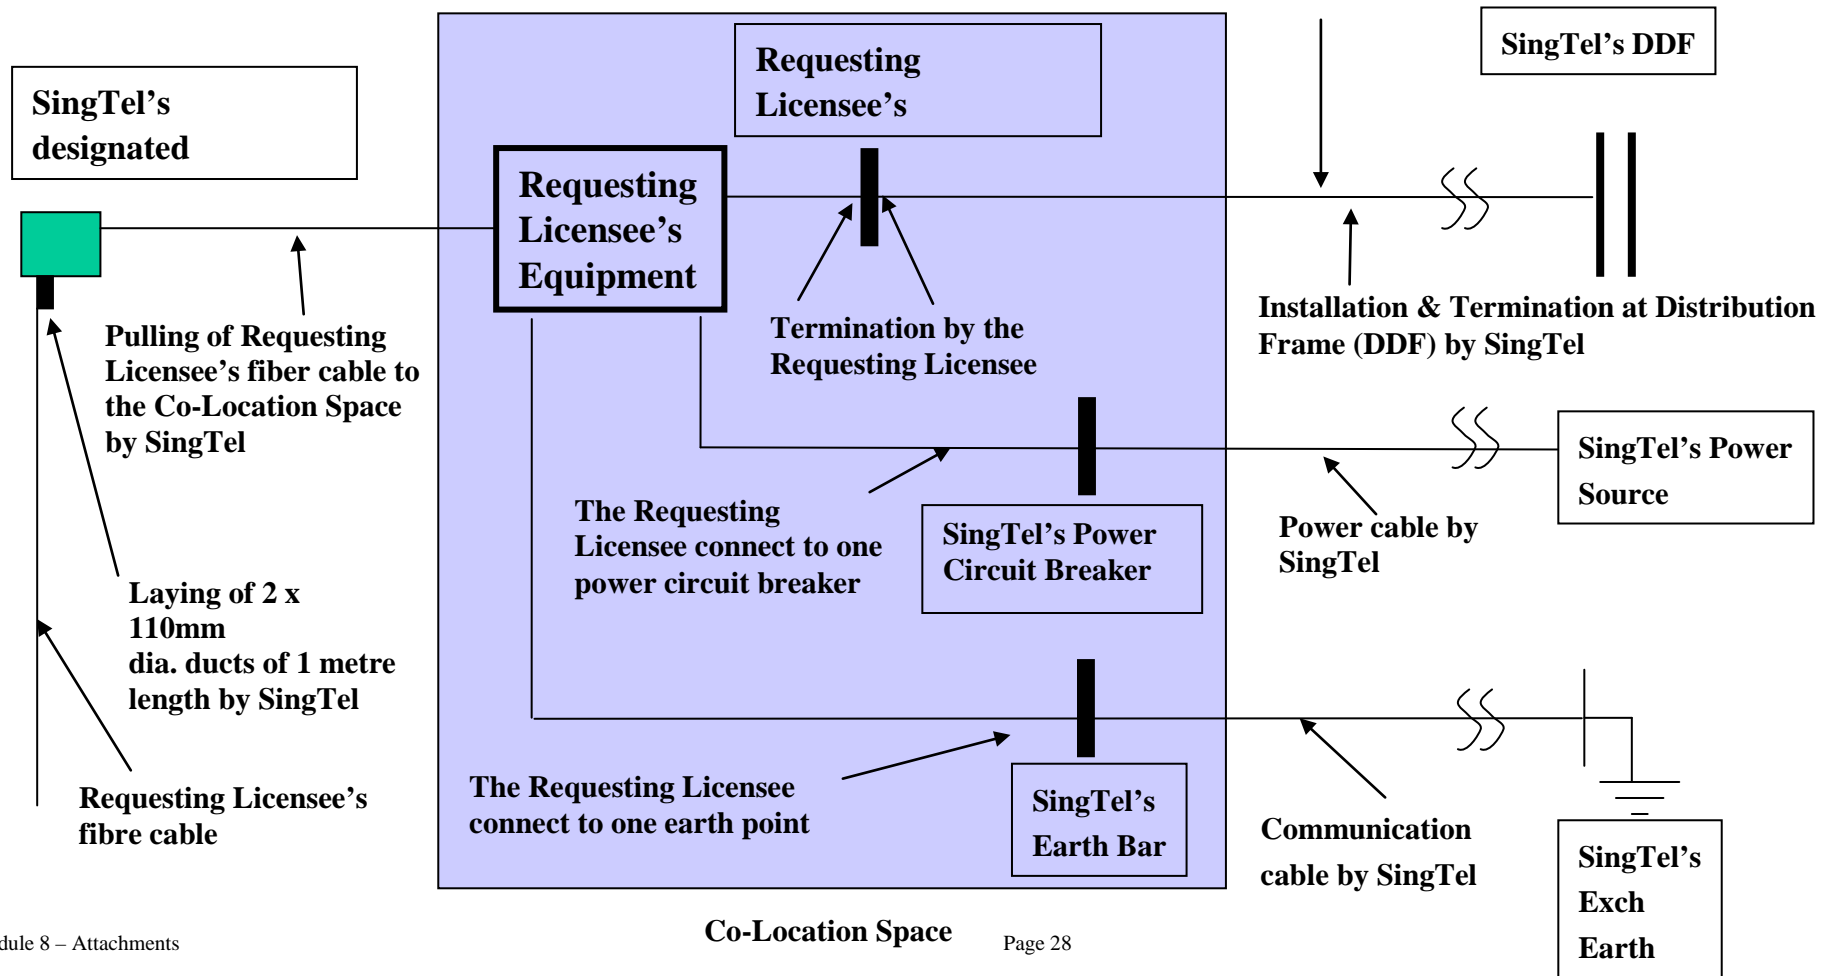 SingTel's DDF
Requesting
Licensee's
SingTel's
designated
Requesting
Licensee's
Equipment
Installation & Termination at Distribution
Frame (DDF) by SingTel
Termination by the
Requesting Licensee
Pulling of Requesting
Licensee's fiber cable to
the Co-Location Space
by SingTel
SingTel's Power
Source
The Requesting
Licensee connect to one
power circuit breaker
SingTel's Power
Circuit Breaker
Power cable by
SingTel
Laying of 2 x
110mm
dia. ducts of 1 metre
length by SingTel
Requesting Licensee's
fibre cable
The Requesting Licensee
connect to one earth point
SingTel's
Earth Bar
Communication
cable by SingTel
SingTel's
Exch
Earth
Co-Location Space
dule 8 – Attachments
Page 28